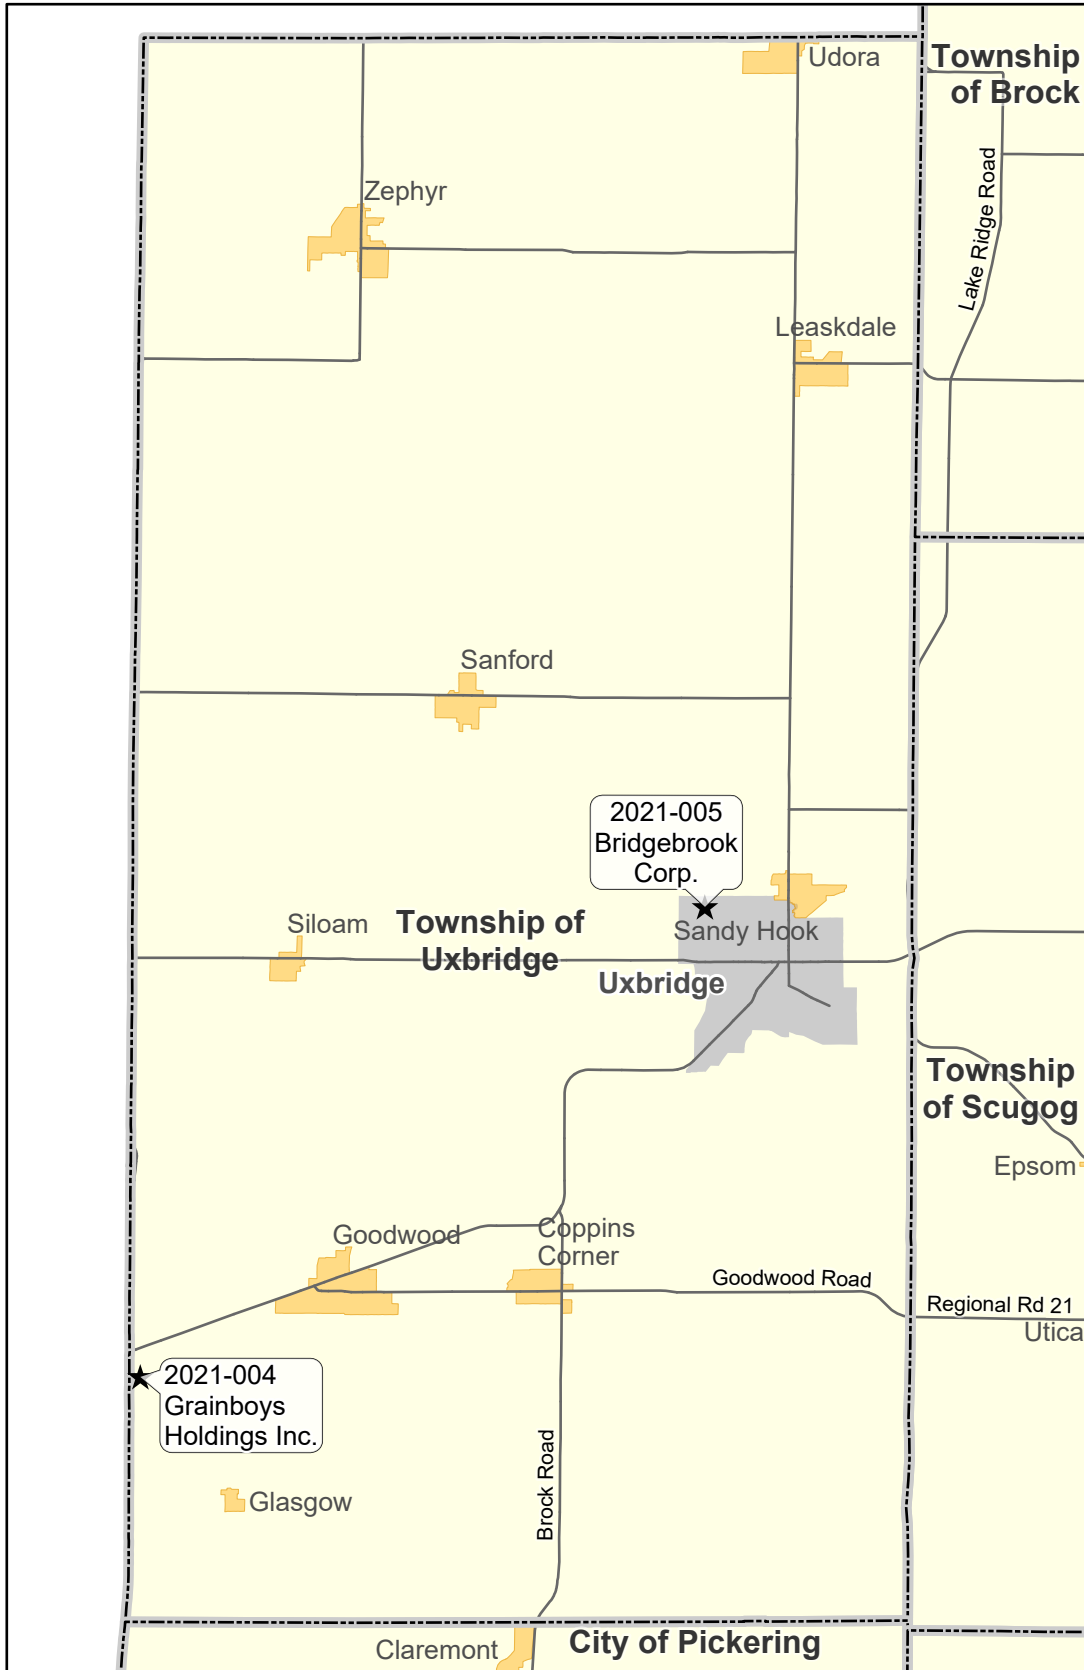 Udora
Township
of Brock
Zephyr
Lake Ridge Road
Leaskdale
Sanford
2021-005
Bridgebrook
Corp.
Siloam
Township of
Uxbridge
Sandy Hook
Uxbridge
Township
of Scugog
Epsom
Goodwood
Coppins
Corner
Goodwood Road
Regional Rd 21
Utica
2021-004
Grainboys
Holdings Inc.
Brock Road
Glasgow
Claremont
City of Pickering